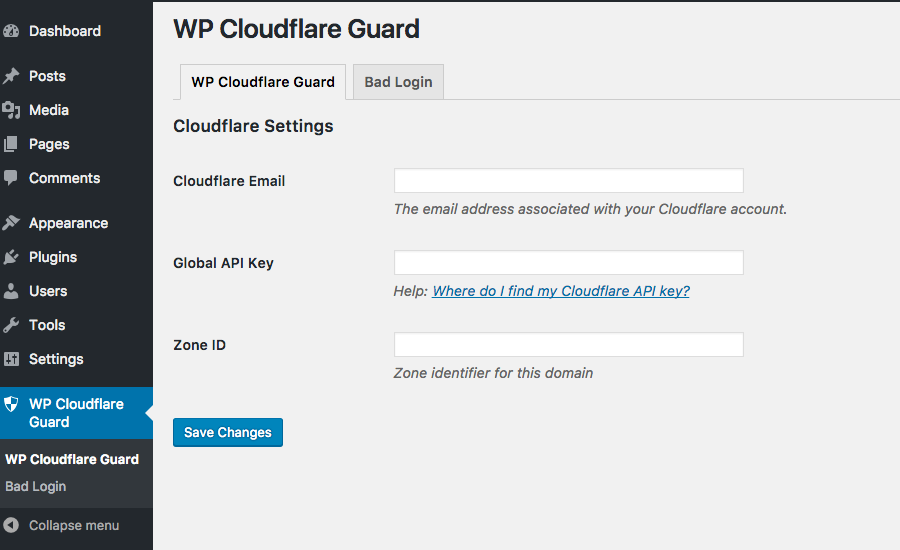 Dashboard
Posts
Media
Pages
Comments
Appearance
Plugins
Users
Tools
Settings
WP Cloudflare
Guard
WP Cloudflare Guard
Bad Login
Collapse menu
WP Cloudflare Guard
WP Cloudflare Guard
Bad Login
Cloudflare Settings
Cloudflare Email
The email address associated with your Cloudflare account.
Global API Key
Help: Where do I find my Cloudflare API key?
Zone ID
Zone identifier for this domain
Save Changes